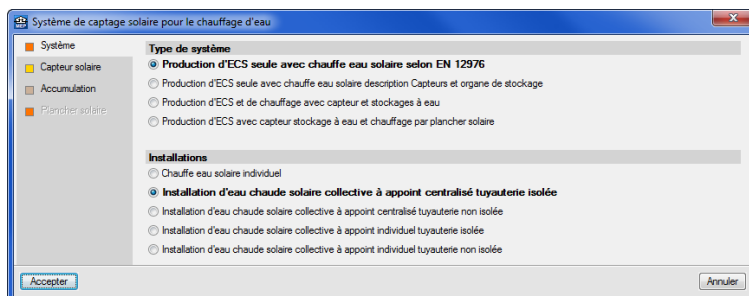 Système de captage solaire pour le chauffage d'eau
Système
Capteur solaire
Accumulation
Plancher solaire
Type de système
Production d'ECS seule avec chauffe eau solaire selon EN 12976
Production d'ECS seule avec chauffe eau solaire description Capteurs et organe de stockage
Production d'ECS et de chauffage avec capteur et stockages à eau
Production d'ECS avec capteur stockage à eau et chauffage par plancher solaire
Installations
Chauffe eau solaire individuel
Installation d'eau chaude solaire collective à appoint centralisé tuyauterie isolée
Installation d'eau chaude solaire collective à appoint centralisé tuyauterie non isolée
Installation d'eau chaude solaire collective à appoint individuel tuyauterie isolée
Installation d'eau chaude solaire collective à appoint individuel tuyauterie non isolée
Accepter
Annuler